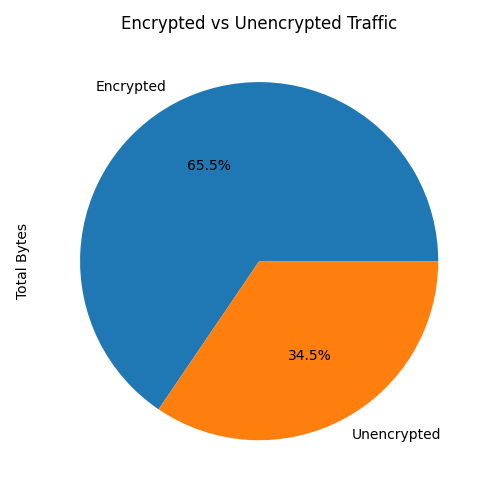 Encrypted vs Unencrypted Traffic
Encrypted
65.5%
Total Bytes
34.5%
Unencrypted